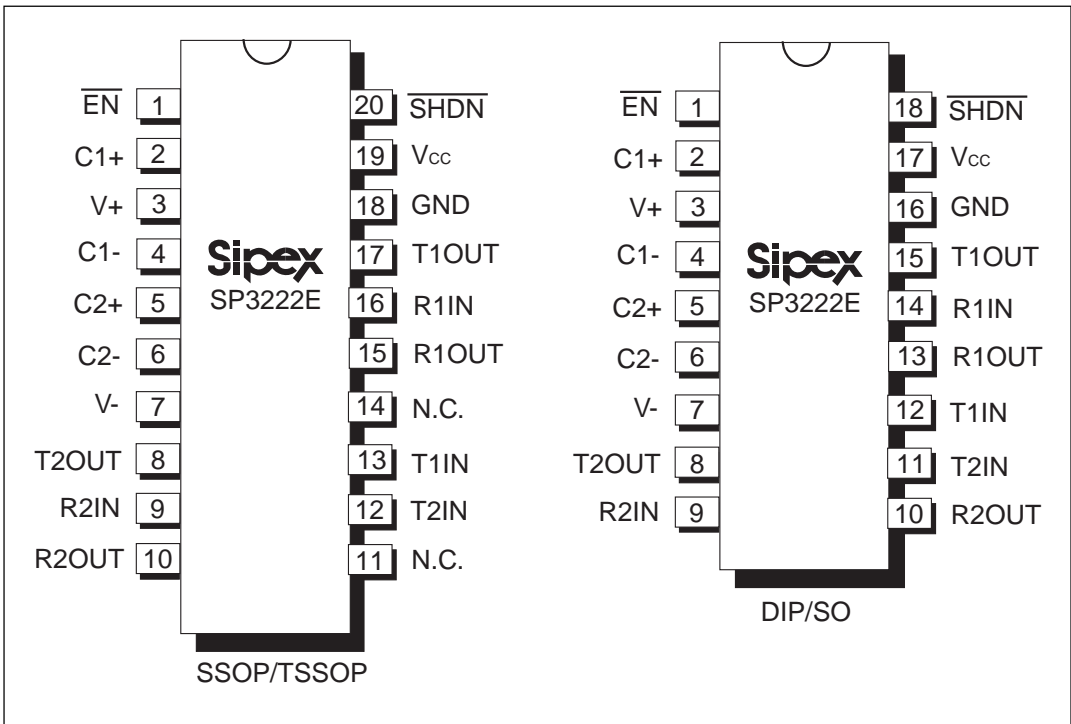 EN 1 20 SHDN
C1+ 2 19 Vcc
V+ 3 18 GND
C1- 4 17 T1OUT
C2+ 5 16 R1IN
C2- 6 15 R1OUT
V- 7 14 N.C.
T2OUT 8 13 T1IN
R2IN 9 12 T2IN
R2OUT 10 11 N.C.
Sipex
SP3222E
SSOP/TSSOP
EN 1 18 SHDN
C1+ 2 17 Vcc
V+ 3 16 GND
C1- 4 15 T1OUT
C2+ 5 14 R1IN
C2- 6 13 R1OUT
V- 7 12 T1IN
T2OUT 8 11 T2IN
R2IN 9 10 R2OUT
Sipex
SP3222E
DIP/SO